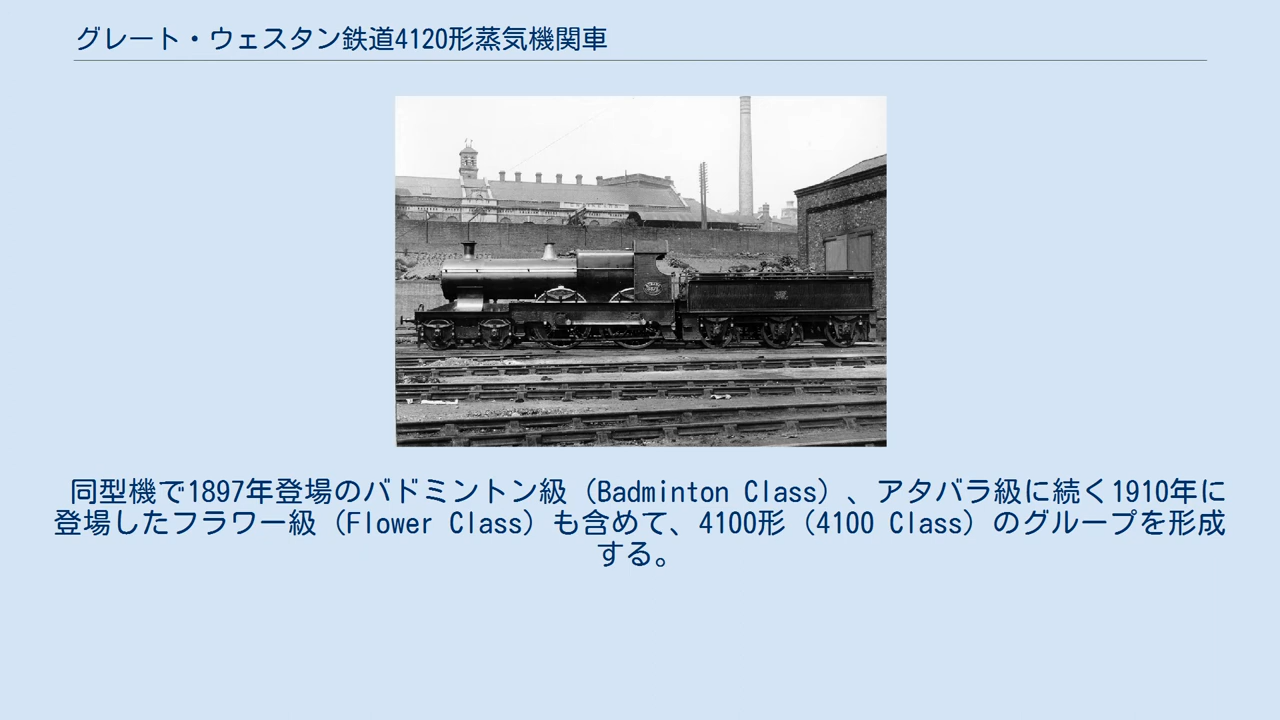 グレート・ウェスタン鉄道4120形蒸気機関車
同型機で1897年登場のバドミントン級（Badminton Class）、アタバラ級に続く1910年に
登場したフラワー級（Flower Class）も含めて、4100形（4100 Class）のグループを形成
する。